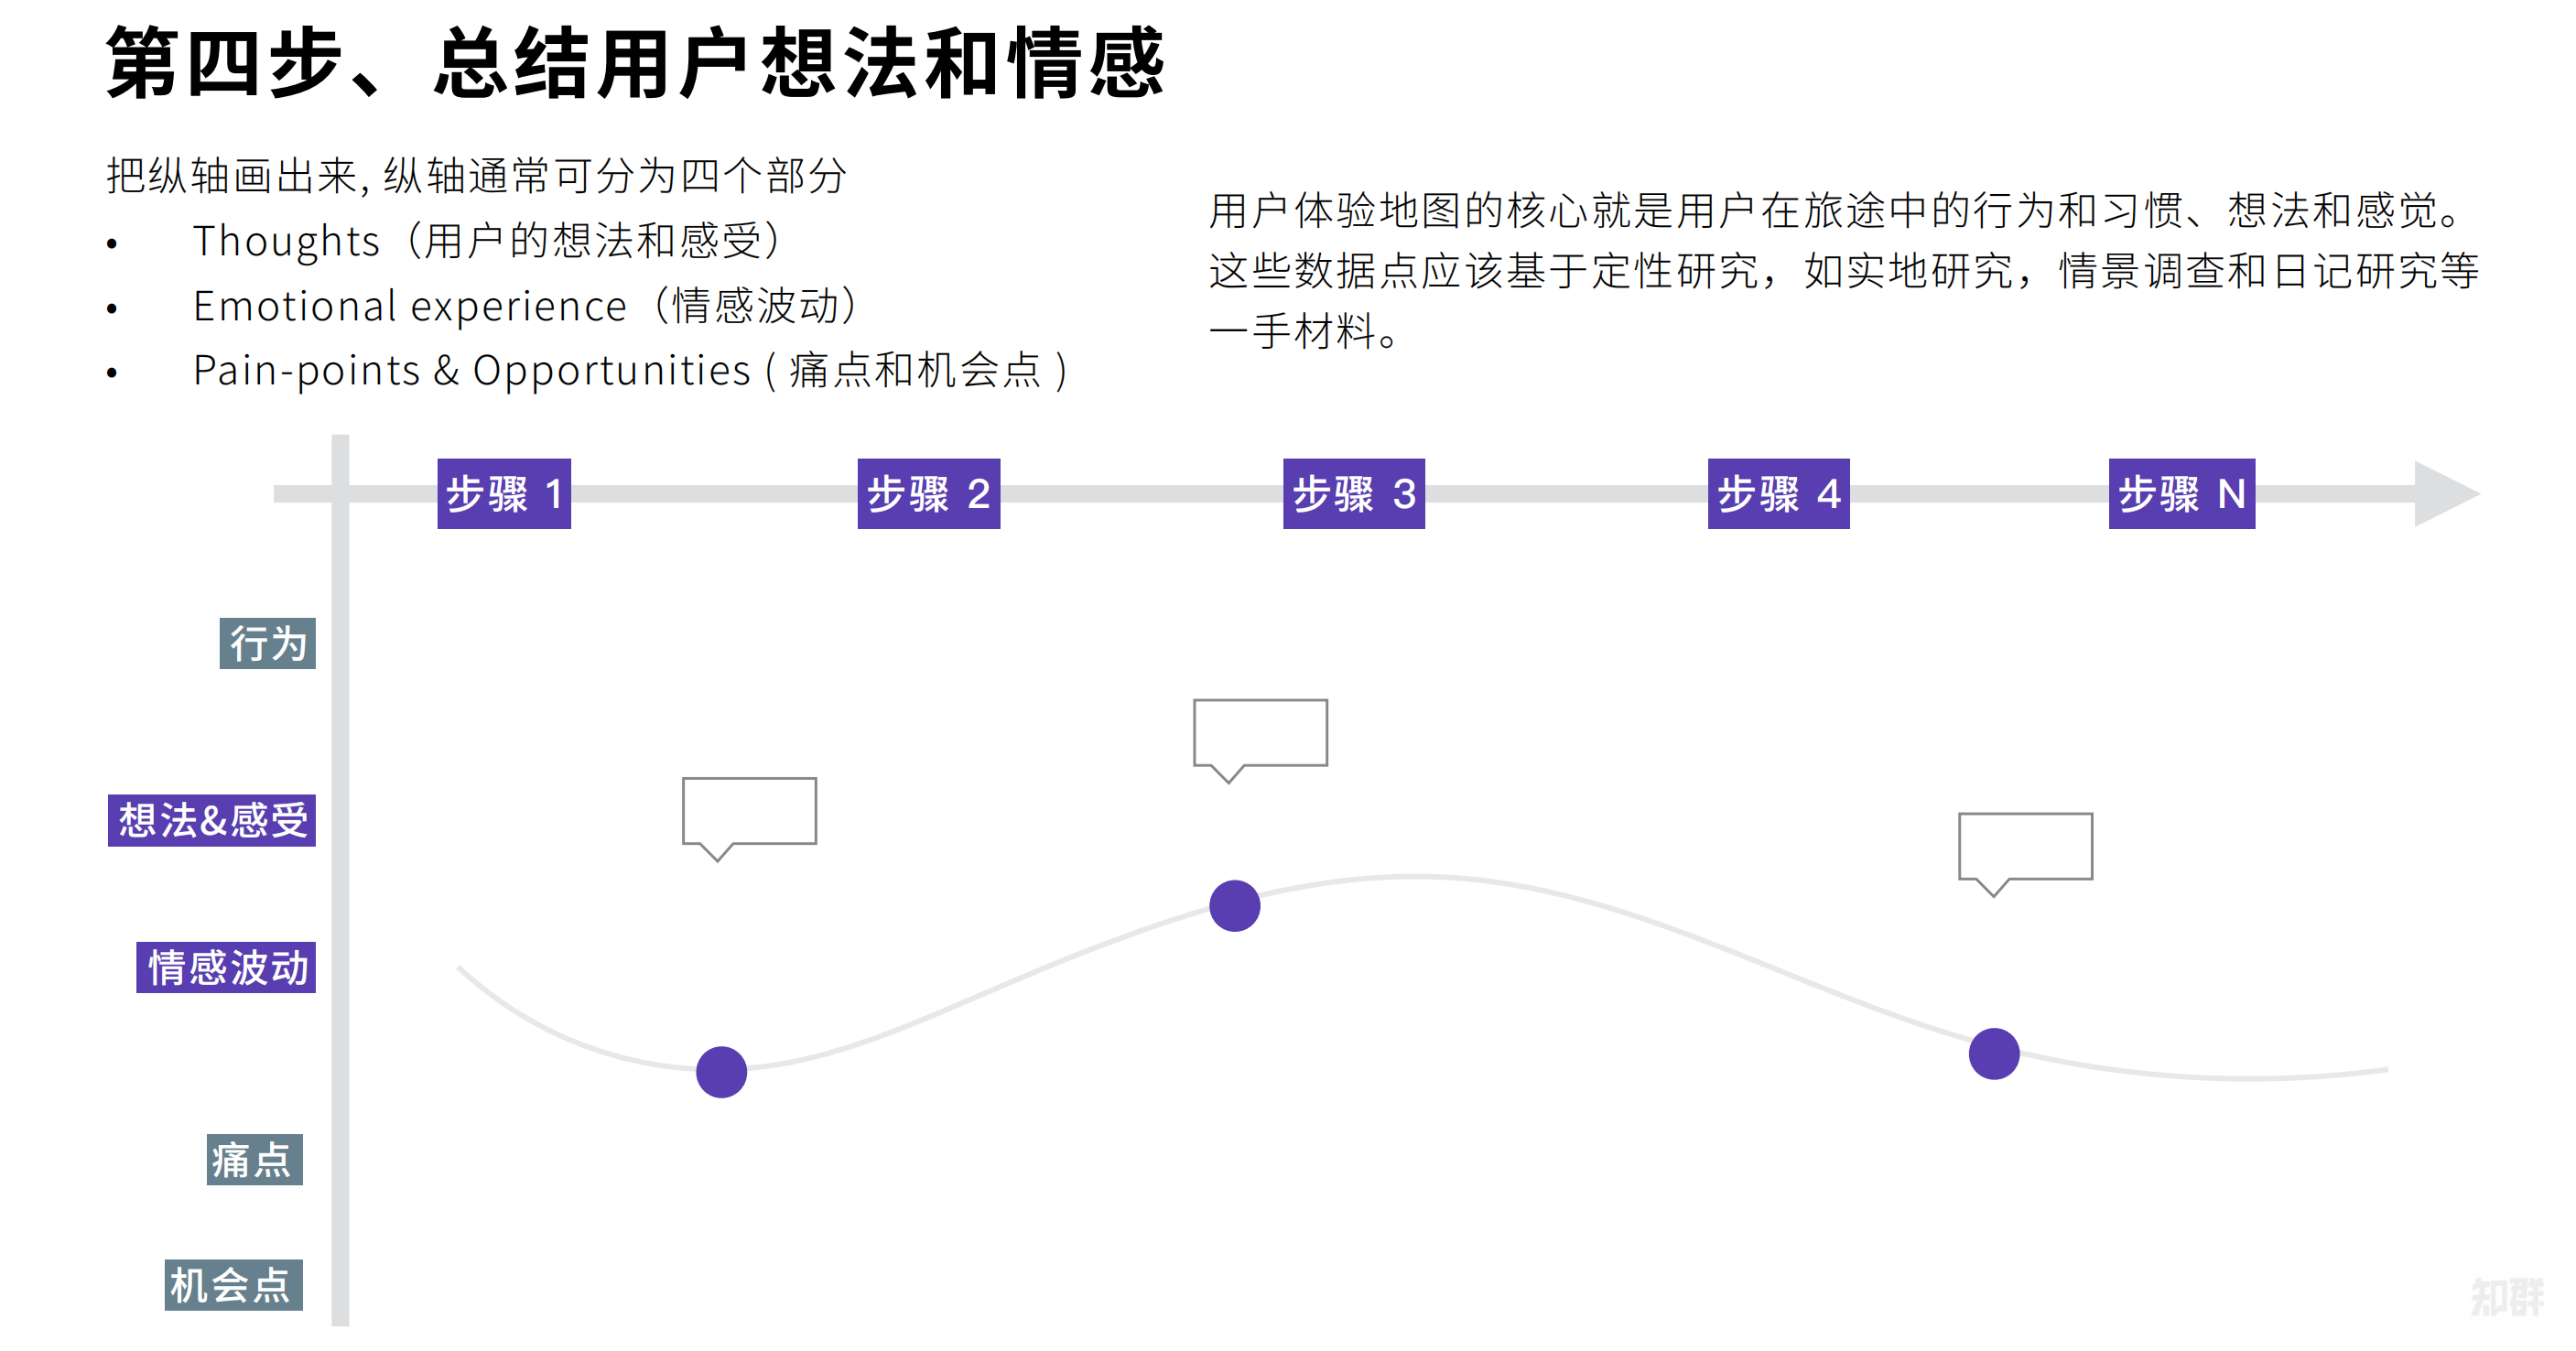 第四步、总结用户想法和情感
把纵轴画出来, 纵轴通常可分为四个部分
• Thoughts（用户的想法和感受）
• Emotional experience（情感波动）
• Pain-points & Opportunities ( 痛点和机会点 )
用户体验地图的核心就是用户在旅途中的行为和习惯、想法和感觉。
这些数据点应该基于定性研究，如实地研究，情景调查和日记研究等
一手材料。
步骤 1
步骤 2
步骤 3
步骤 4
步骤 N
行为
想法&感受
情感波动
痛点
机会点
知群